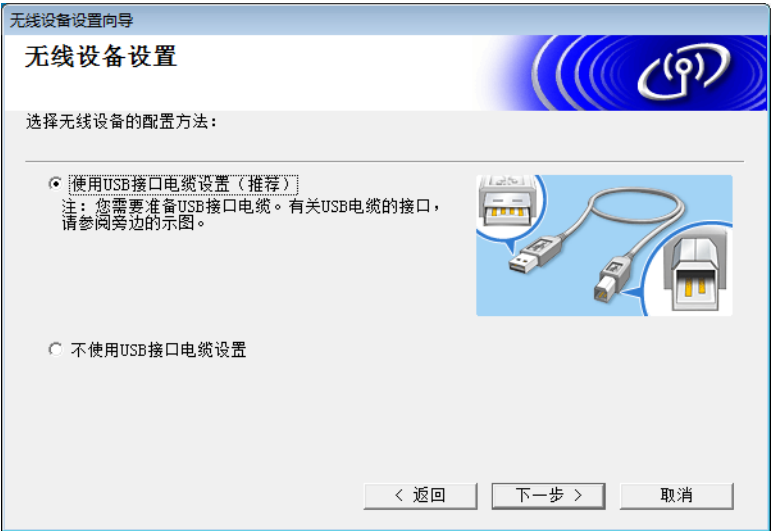 无线设备设置向导
无线设备设置
选择无线设备的配置方法：
使用USB接口电缆设置（推荐）
注：您需要准备USB接口电缆。有关USB电缆的接口，
请参阅旁边的示图。
不使用USB接口电缆设置
< 返回
下一步 >
取消